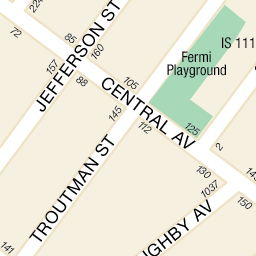 224
72
85
160
JEFFERSON ST
157
88
105
CENTRAL AV
Fermi
Playground
IS 111
145
112
125
2
TROUTMAN ST
130
1037
150
141
GHBY AV